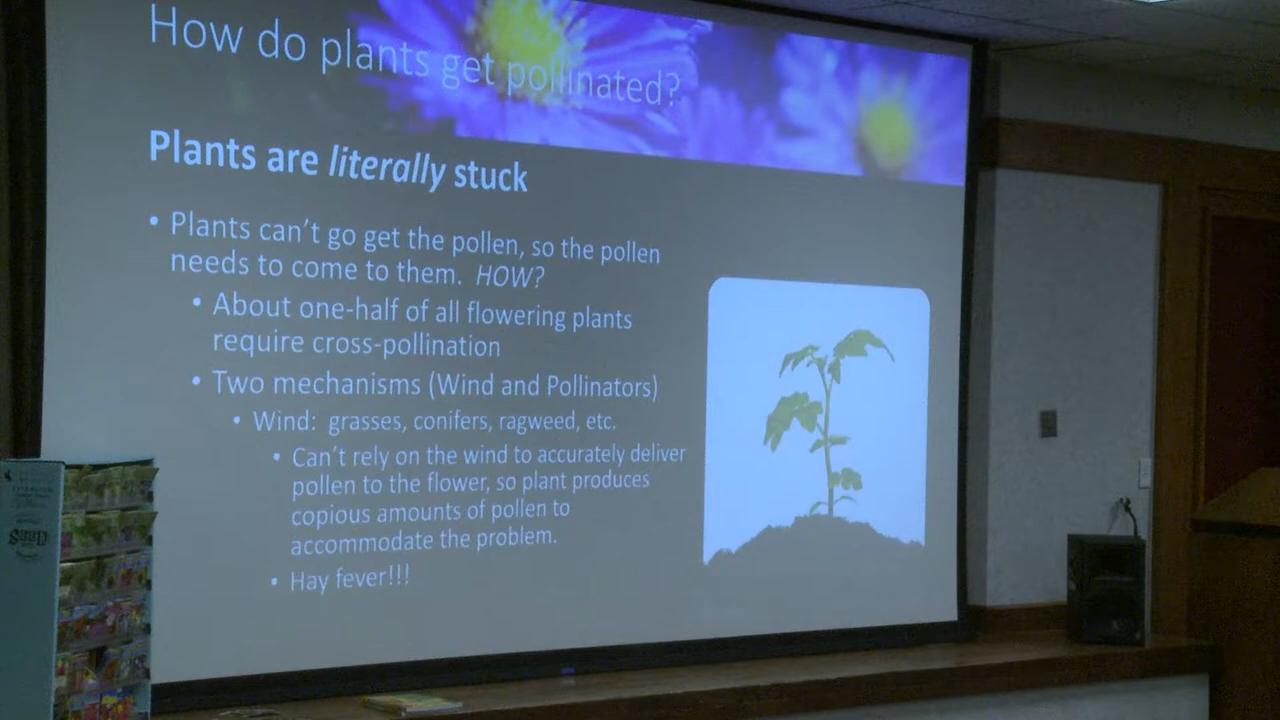 How do plants get pollinated?
Plants are literally stuck
• Plants can't go get the pollen, so the pollen
needs to come to them. HOW?
• About one-half of all flowering plants
require cross-pollination
• Two mechanisms (Wind and Pollinators)
• Wind: grasses, conifers, ragweed, etc.
• Can't rely on the wind to accurately deliver
pollen to the flower, so plant produces
copious amounts of pollen to
accommodate the problem.
• Hay fever!!!